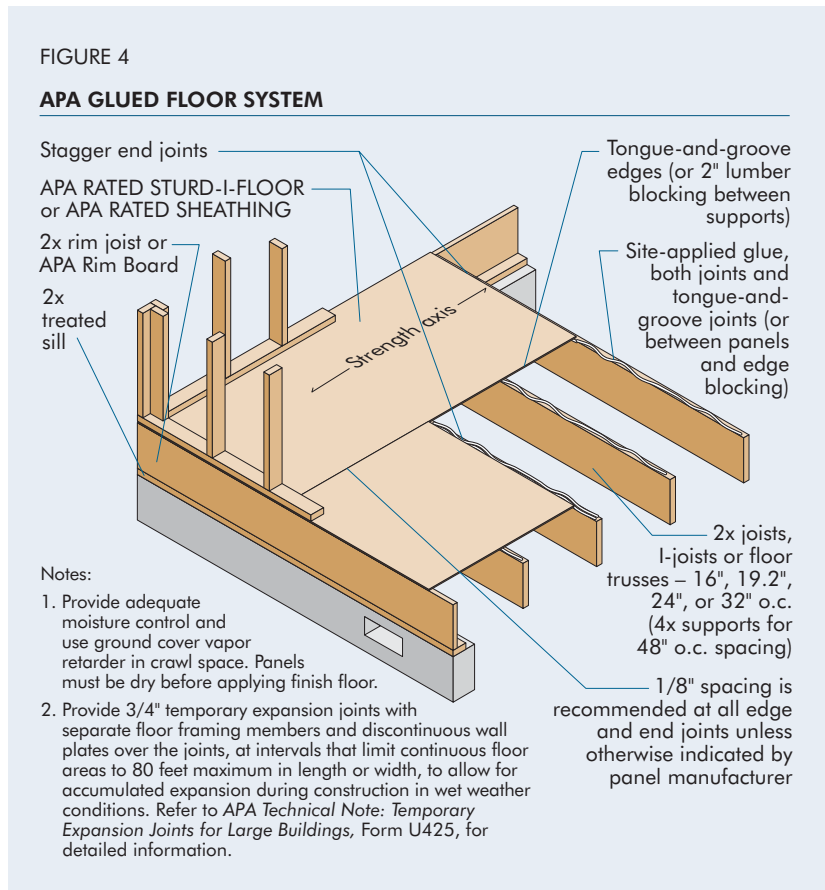 FIGURE 4
APA GLUED FLOOR SYSTEM
Stagger end joints
APA RATED STURD-I-FLOOR
or APA RATED SHEATHING
2x rim joist or
APA Rim Board
2x
treated
sill
Strength axis
Tongue-and-groove
edges (or 2" lumber
blocking between
supports)
Site-applied glue,
both joints and
tongue-and-
groove joints (or
between panels
and edge
blocking)
2x joists,
I-joists or floor
trusses – 16", 19.2",
24", or 32" o.c.
(4x supports for
48" o.c. spacing)
1/8" spacing is
recommended at all edge
and end joints unless
otherwise indicated by
panel manufacturer
Notes:
1. Provide adequate
moisture control and
use ground cover vapor
retarder in crawl space. Panels
must be dry before applying finish floor.
2. Provide 3/4" temporary expansion joints with
separate floor framing members and discontinuous wall
plates over the joints, at intervals that limit continuous floor
areas to 80 feet maximum in length or width, to allow for
accumulated expansion during construction in wet weather
conditions. Refer to APA Technical Note: Temporary
Expansion Joints for Large Buildings, Form U425, for
detailed information.